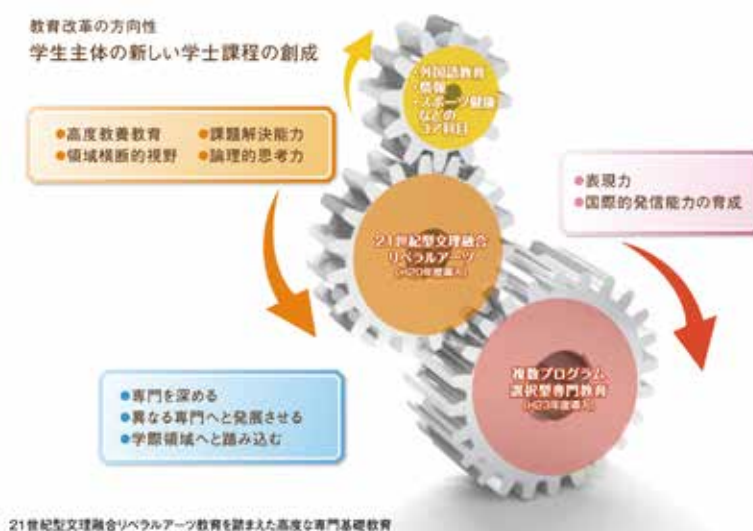 教育改革の方向性
学生主体の新しい学士課程の創成
・外国語教育
・情報
・スポーツ健康
などの
コア科目
●高度教養教育 ●課題解決能力
●領域横断的視野 ●論理的思考力
21世紀型文理融合
リベラルアーツ
(H20年度導入)
●表現力
●国際的発信能力の育成
複数プログラム
選択型専門教育
(H23年度導入)
●専門を深める
●異なる専門へと発展させる
●学際領域へと踏み込む
21世紀型文理融合リベラルアーツ教育を踏まえた高度な専門基礎教育